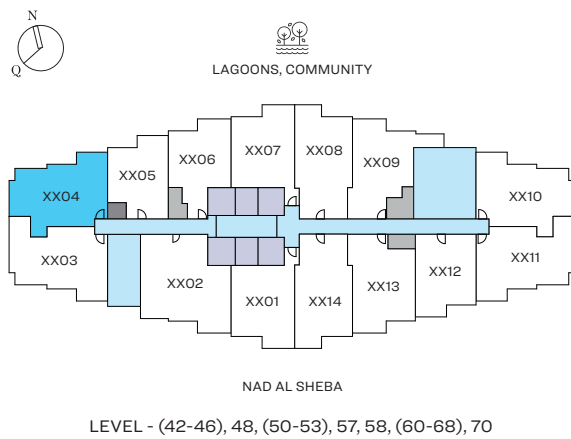 N
Q
LAGOONS, COMMUNITY
XX07
XX08
XX06
XX09
XX05
XX04
XX10
XX03
XX02
XX01
XX14
XX13
XX12
XX11
NAD AL SHEBA
LEVEL - (42-46), 48, (50-53), 57, 58, (60-68), 70